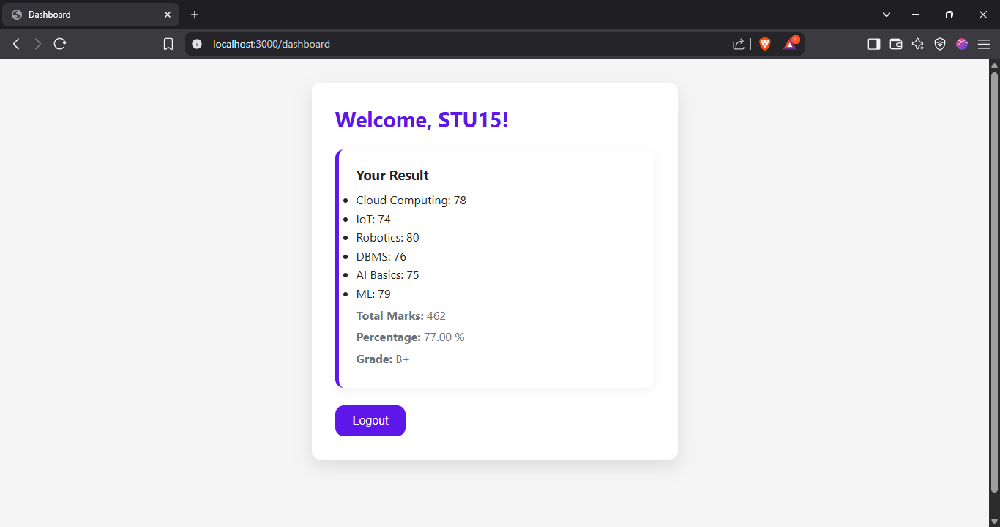 Dashboard
localhost:3000/dashboard
1
Welcome, STU15!
Your Result
Cloud Computing: 78
IoT: 74
Robotics: 80
DBMS: 76
AI Basics: 75
ML: 79
Total Marks: 462
Percentage: 77.00 %
Grade: B+
Logout